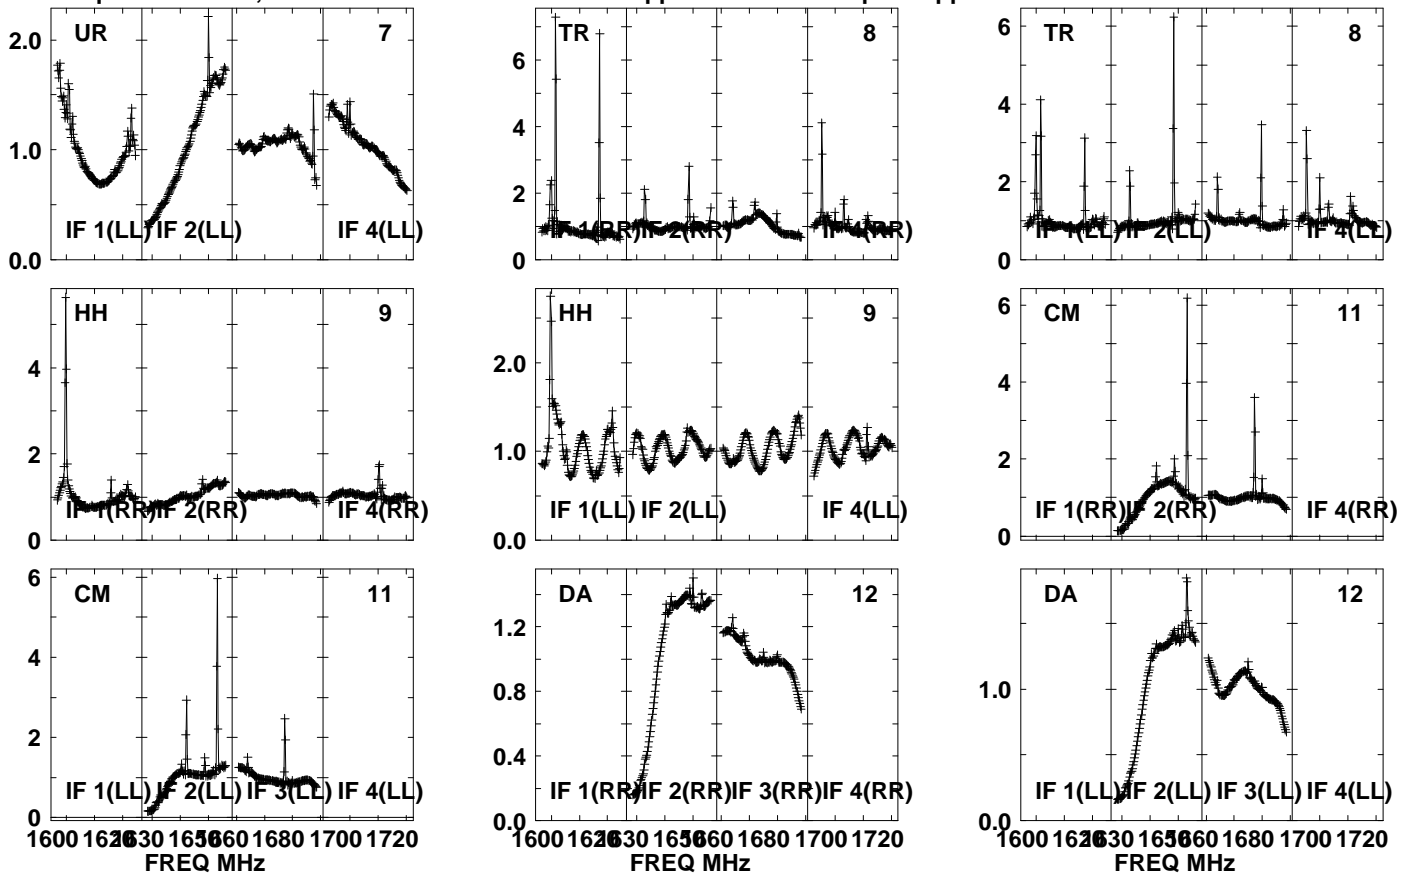 UR 7 TR 8 TR 8
2.0 6 6
1.0 4 4
0.0 2 2
0 0
IF 1(LL) IF 2(LL) IF 4(LL) IF 1(RR) IF 2(RR) IF 4(RR) IF 1(LL) IF 2(LL) IF 4(LL)
HH 9 HH 9 CM 11
4 2.0 6
2 1.0 4
0 0.0 2
0
IF 1(RR) IF 2(RR) IF 4(RR) IF 1(LL) IF 2(LL) IF 4(LL) IF 1(RR) IF 2(RR) IF 4(RR)
CM 11 DA 12 DA 12
6 1.2 1.0
4 0.8 0.0
2 0.4
0 0.0
IF 1(LL) IF 2(LL) IF 3(LL) IF 4(LL) IF 1(RR) IF 2(RR) IF 3(RR) IF 4(RR) IF 1(LL) IF 2(LL) IF 3(LL) IF 4(LL)
1600 1620 1630 1650 1660 1680 1700 1720 1600 1620 1630 1650 1660 1680 1700 1720 1600 1620 1630 1650 1660 1680 1700 1720
FREQ MHz FREQ MHz FREQ MHz